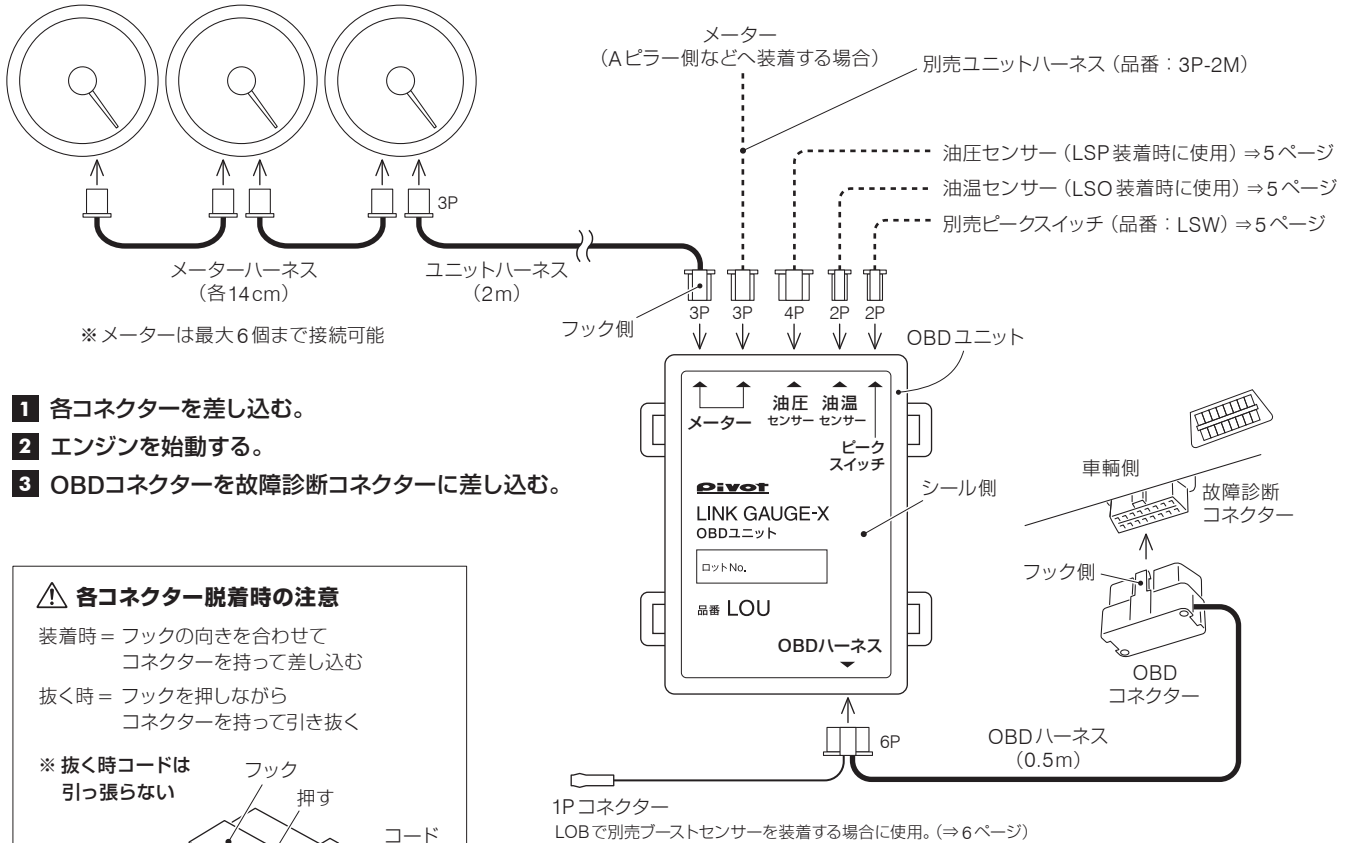 メーター
（Aピラー側などへ装着する場合）
別売ユニットハーネス（品番：3P-2M）
油圧センサー（LSP装着時に使用）⇒5ページ
油温センサー（LSO装着時に使用）⇒5ページ
別売ピークスイッチ（品番：LSW）⇒5ページ
3P
メーターハーネス
（各14cm）
ユニットハーネス
（2m）
※メーターは最大6個まで接続可能
フック側
3P 3P 4P 2P 2P
OBDユニット
1 各コネクターを差し込む。
2 エンジンを始動する。
3 OBDコネクターを故障診断コネクターに差し込む。
メーター
油圧
センサー
油温
センサー
ピーク
スイッチ
Pivot
LINK GAUGE-X
OBDユニット
ロットNo.
品番 LOU
OBDハーネス
シール側
車輌側
故障診断
コネクター
フック側
OBD
コネクター
6P
OBDハーネス
（0.5m）
1Pコネクター
LOBで別売ブーストセンサーを装着する場合に使用。（⇒6ページ）
⚠ 各コネクター脱着時の注意
装着時＝フックの向きを合わせて
コネクターを持って差し込む
抜く時＝フックを押しながら
コネクターを持って引き抜く
※抜く時コードは
引っ張らない
フック
押す
コード